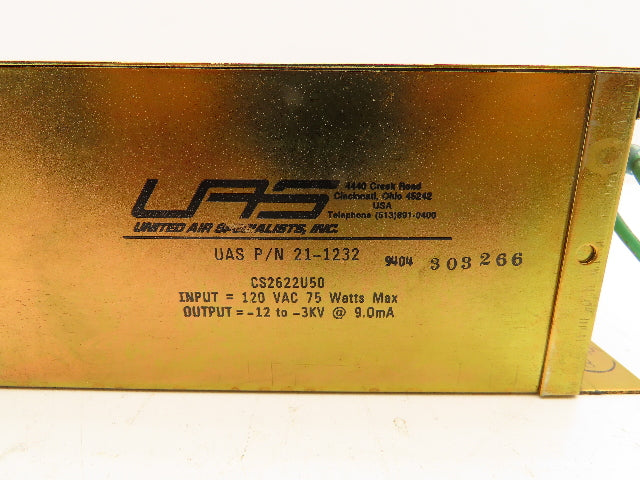 UAS
4440 Creek Road
Cincinnati, Ohio 45242
USA
Telephone (513)891-0400
UNITED AIR SPECIALISTS, INC.
UAS P/N 21-1232 9404 303266
CS2622U50
INPUT = 120 VAC 75 Watts Max
OUTPUT = -12 to -3KV @ 9.0mA